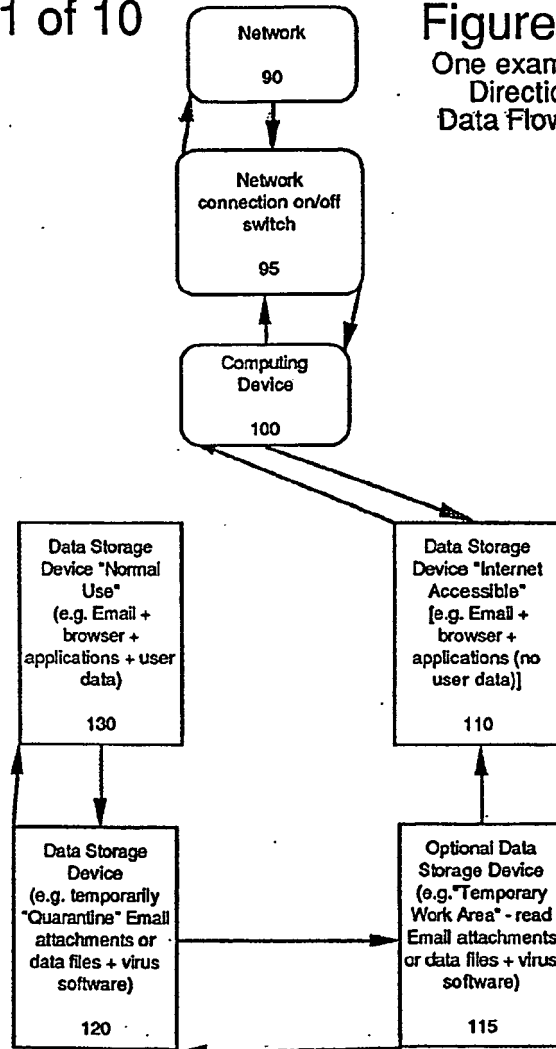 1 of 10
Figure
One exam
Directio
Data Flow
Network
90
Network
connection on/off
switch
95
Computing
Device
100
Data Storage
Device "Normal
Use"
(e.g. Email +
browser +
applications + user
data)
130
Data Storage
Device "Internet
Accessible"
[e.g. Email +
browser +
applications (no
user data)]
110
Data Storage
Device
(e.g. temporarily
"Quarantine" Email
attachments or
data files + virus
software)
120
Optional Data
Storage Device
(e.g."Temporary
Work Area" - read
Email attachments
or data files + virus
software)
115